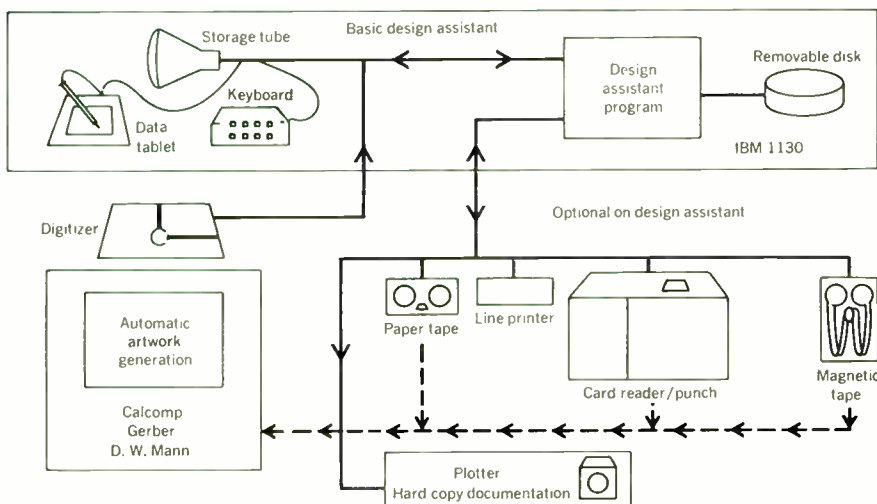 Storage tube
Basic design assistant
Removable disk
Design
assistant
program
Keyboard
Data
tablet
IBM 1130
Digitizer
Optional on design assistant
Paper tape
Line printer
Automatic
artwork
generation
Card reader/punch
Magnetic
tape
Calcomp
Gerber
D. W. Mann
Plotter
Hard copy documentation